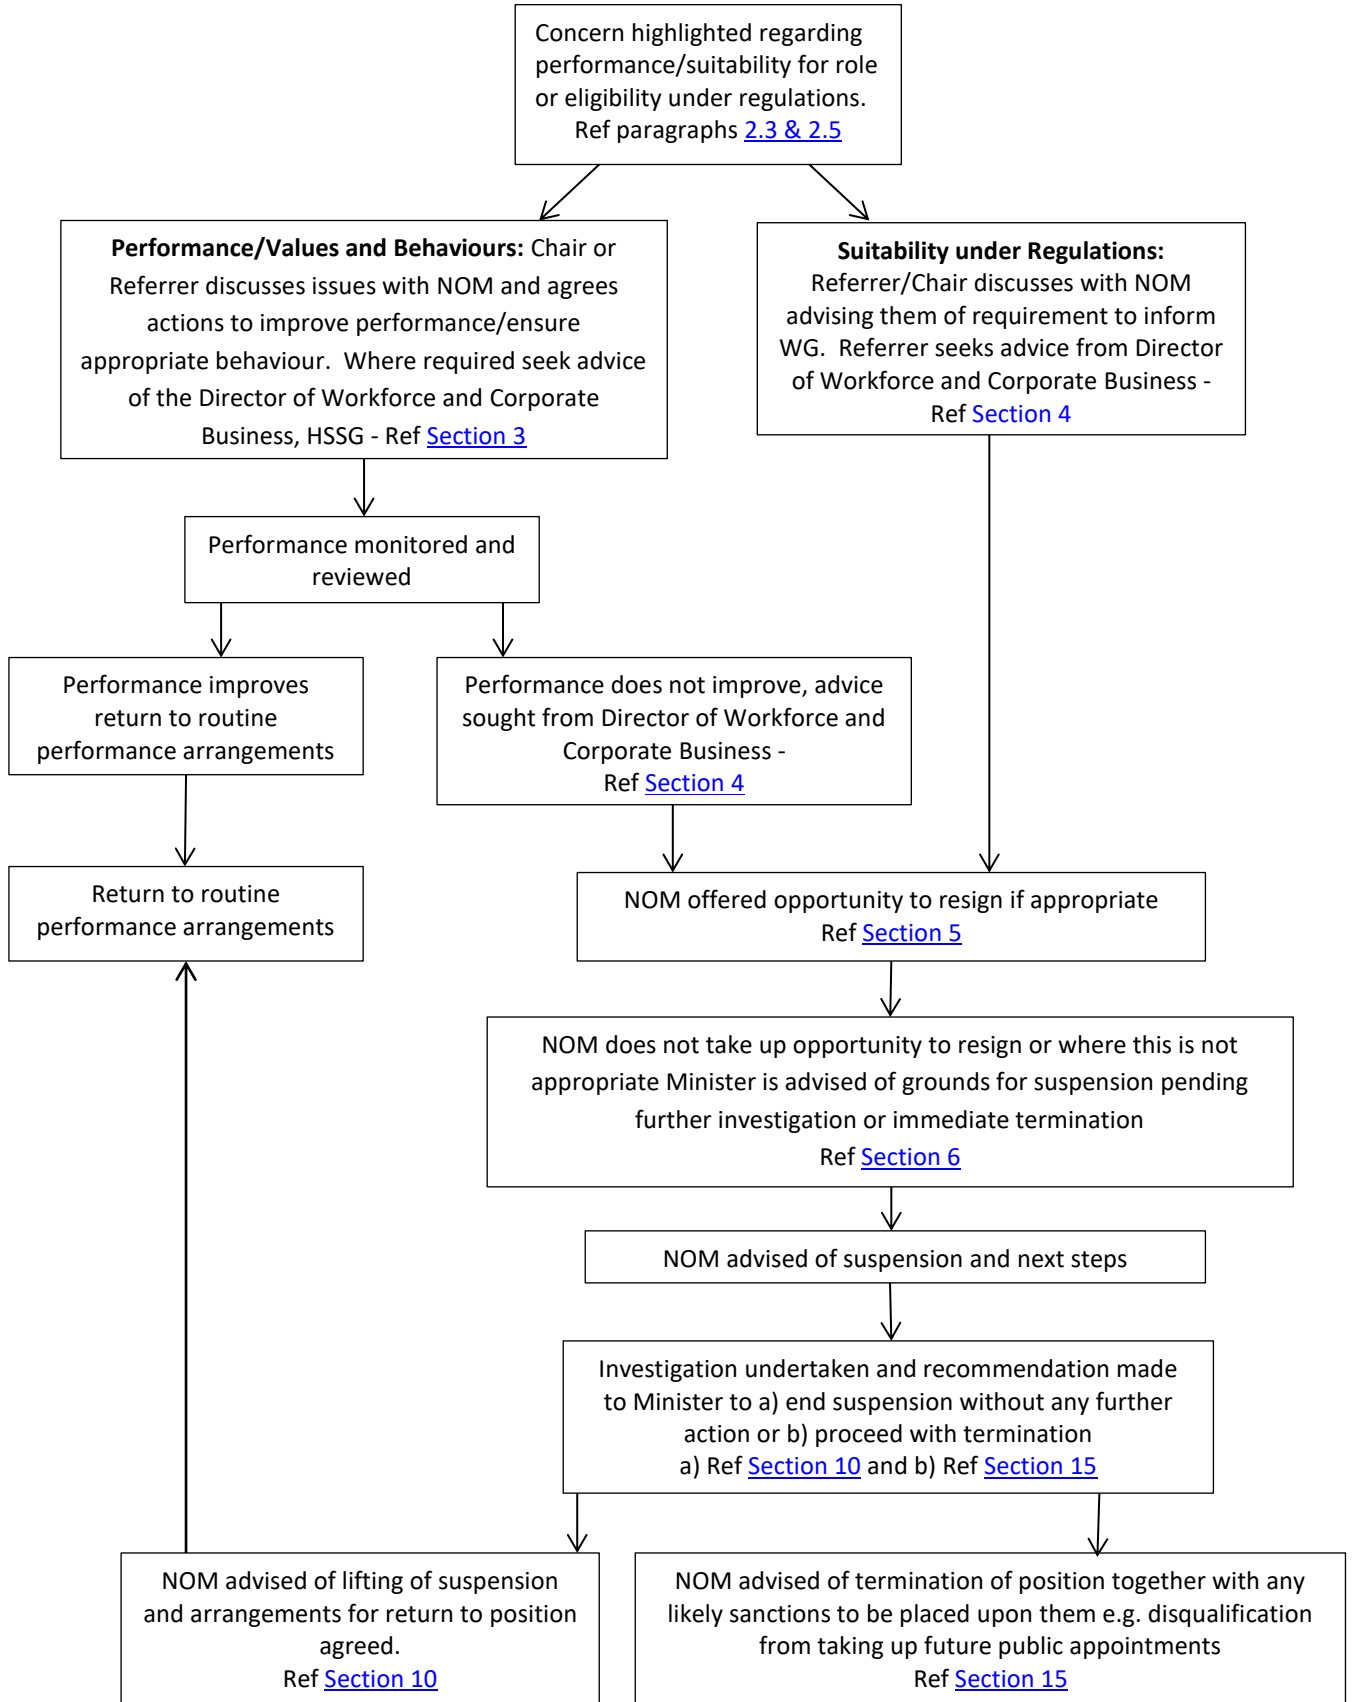 Concern highlighted regarding
performance/suitability for role
or eligibility under regulations.
Ref paragraphs 2.3 & 2.5
Performance/Values and Behaviours: Chair or
Referrer discusses issues with NOM and agrees
actions to improve performance/ensure
appropriate behaviour.  Where required seek advice
of the Director of Workforce and Corporate
Business, HSSG - Ref Section 3
Suitability under Regulations:
Referrer/Chair discusses with NOM
advising them of requirement to inform
WG.  Referrer seeks advice from Director
of Workforce and Corporate Business -
Ref Section 4
Performance monitored and
reviewed
Performance improves
return to routine
performance arrangements
Performance does not improve, advice
sought from Director of Workforce and
Corporate Business -
Ref Section 4
Return to routine
performance arrangements
NOM offered opportunity to resign if appropriate
Ref Section 5
NOM does not take up opportunity to resign or where this is not
appropriate Minister is advised of grounds for suspension pending
further investigation or immediate termination
Ref Section 6
NOM advised of suspension and next steps
Investigation undertaken and recommendation made
to Minister to a) end suspension without any further
action or b) proceed with termination
a) Ref Section 10 and b) Ref Section 15
NOM advised of lifting of suspension
and arrangements for return to position
agreed.
Ref Section 10
NOM advised of termination of position together with any
likely sanctions to be placed upon them e.g. disqualification
from taking up future public appointments
Ref Section 15